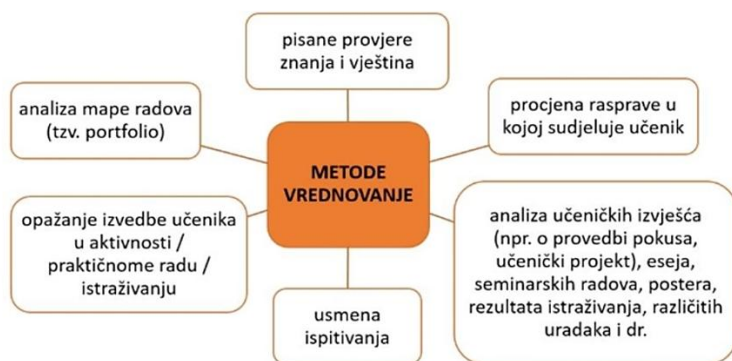 pisane provjere
znanja i vještina
analiza mape radova
(tzv. portfolio)
procjena rasprave u
kojoj sudjeluje učenik
METODE
VREDNOVANJE
opažanje izvedbe učenika
u aktivnosti /
praktičnome radu /
istraživanju
analiza učeničkih izvješća
(npr. o provedbi pokusa,
učenički projekt), eseja,
seminarskih radova, postera,
rezultata istraživanja, različitih
uradaka i dr.
usmena
ispitivanja